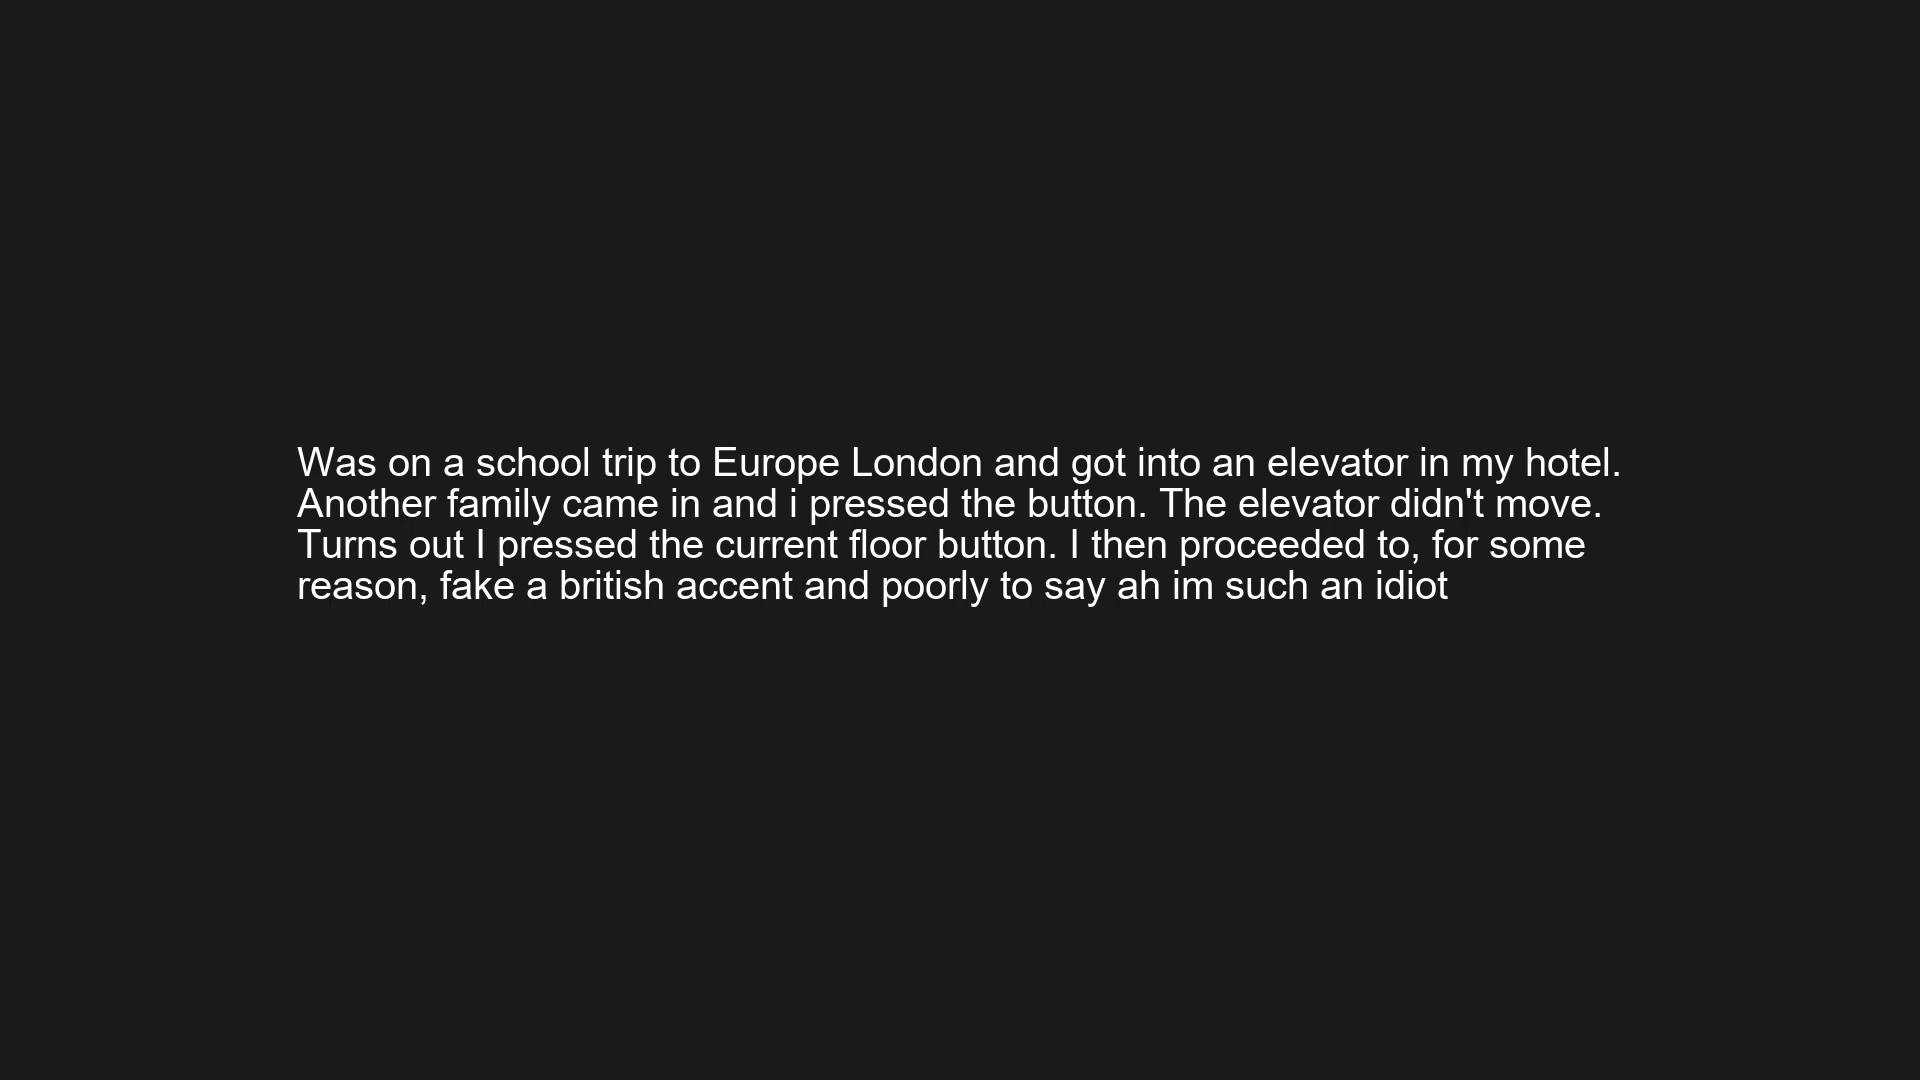 Was on a school trip to Europe London and got into an elevator in my hotel.
Another family came in and i pressed the button. The elevator didn't move.
Turns out I pressed the current floor button. I then proceeded to, for some
reason, fake a british accent and poorly to say ah im such an idiot